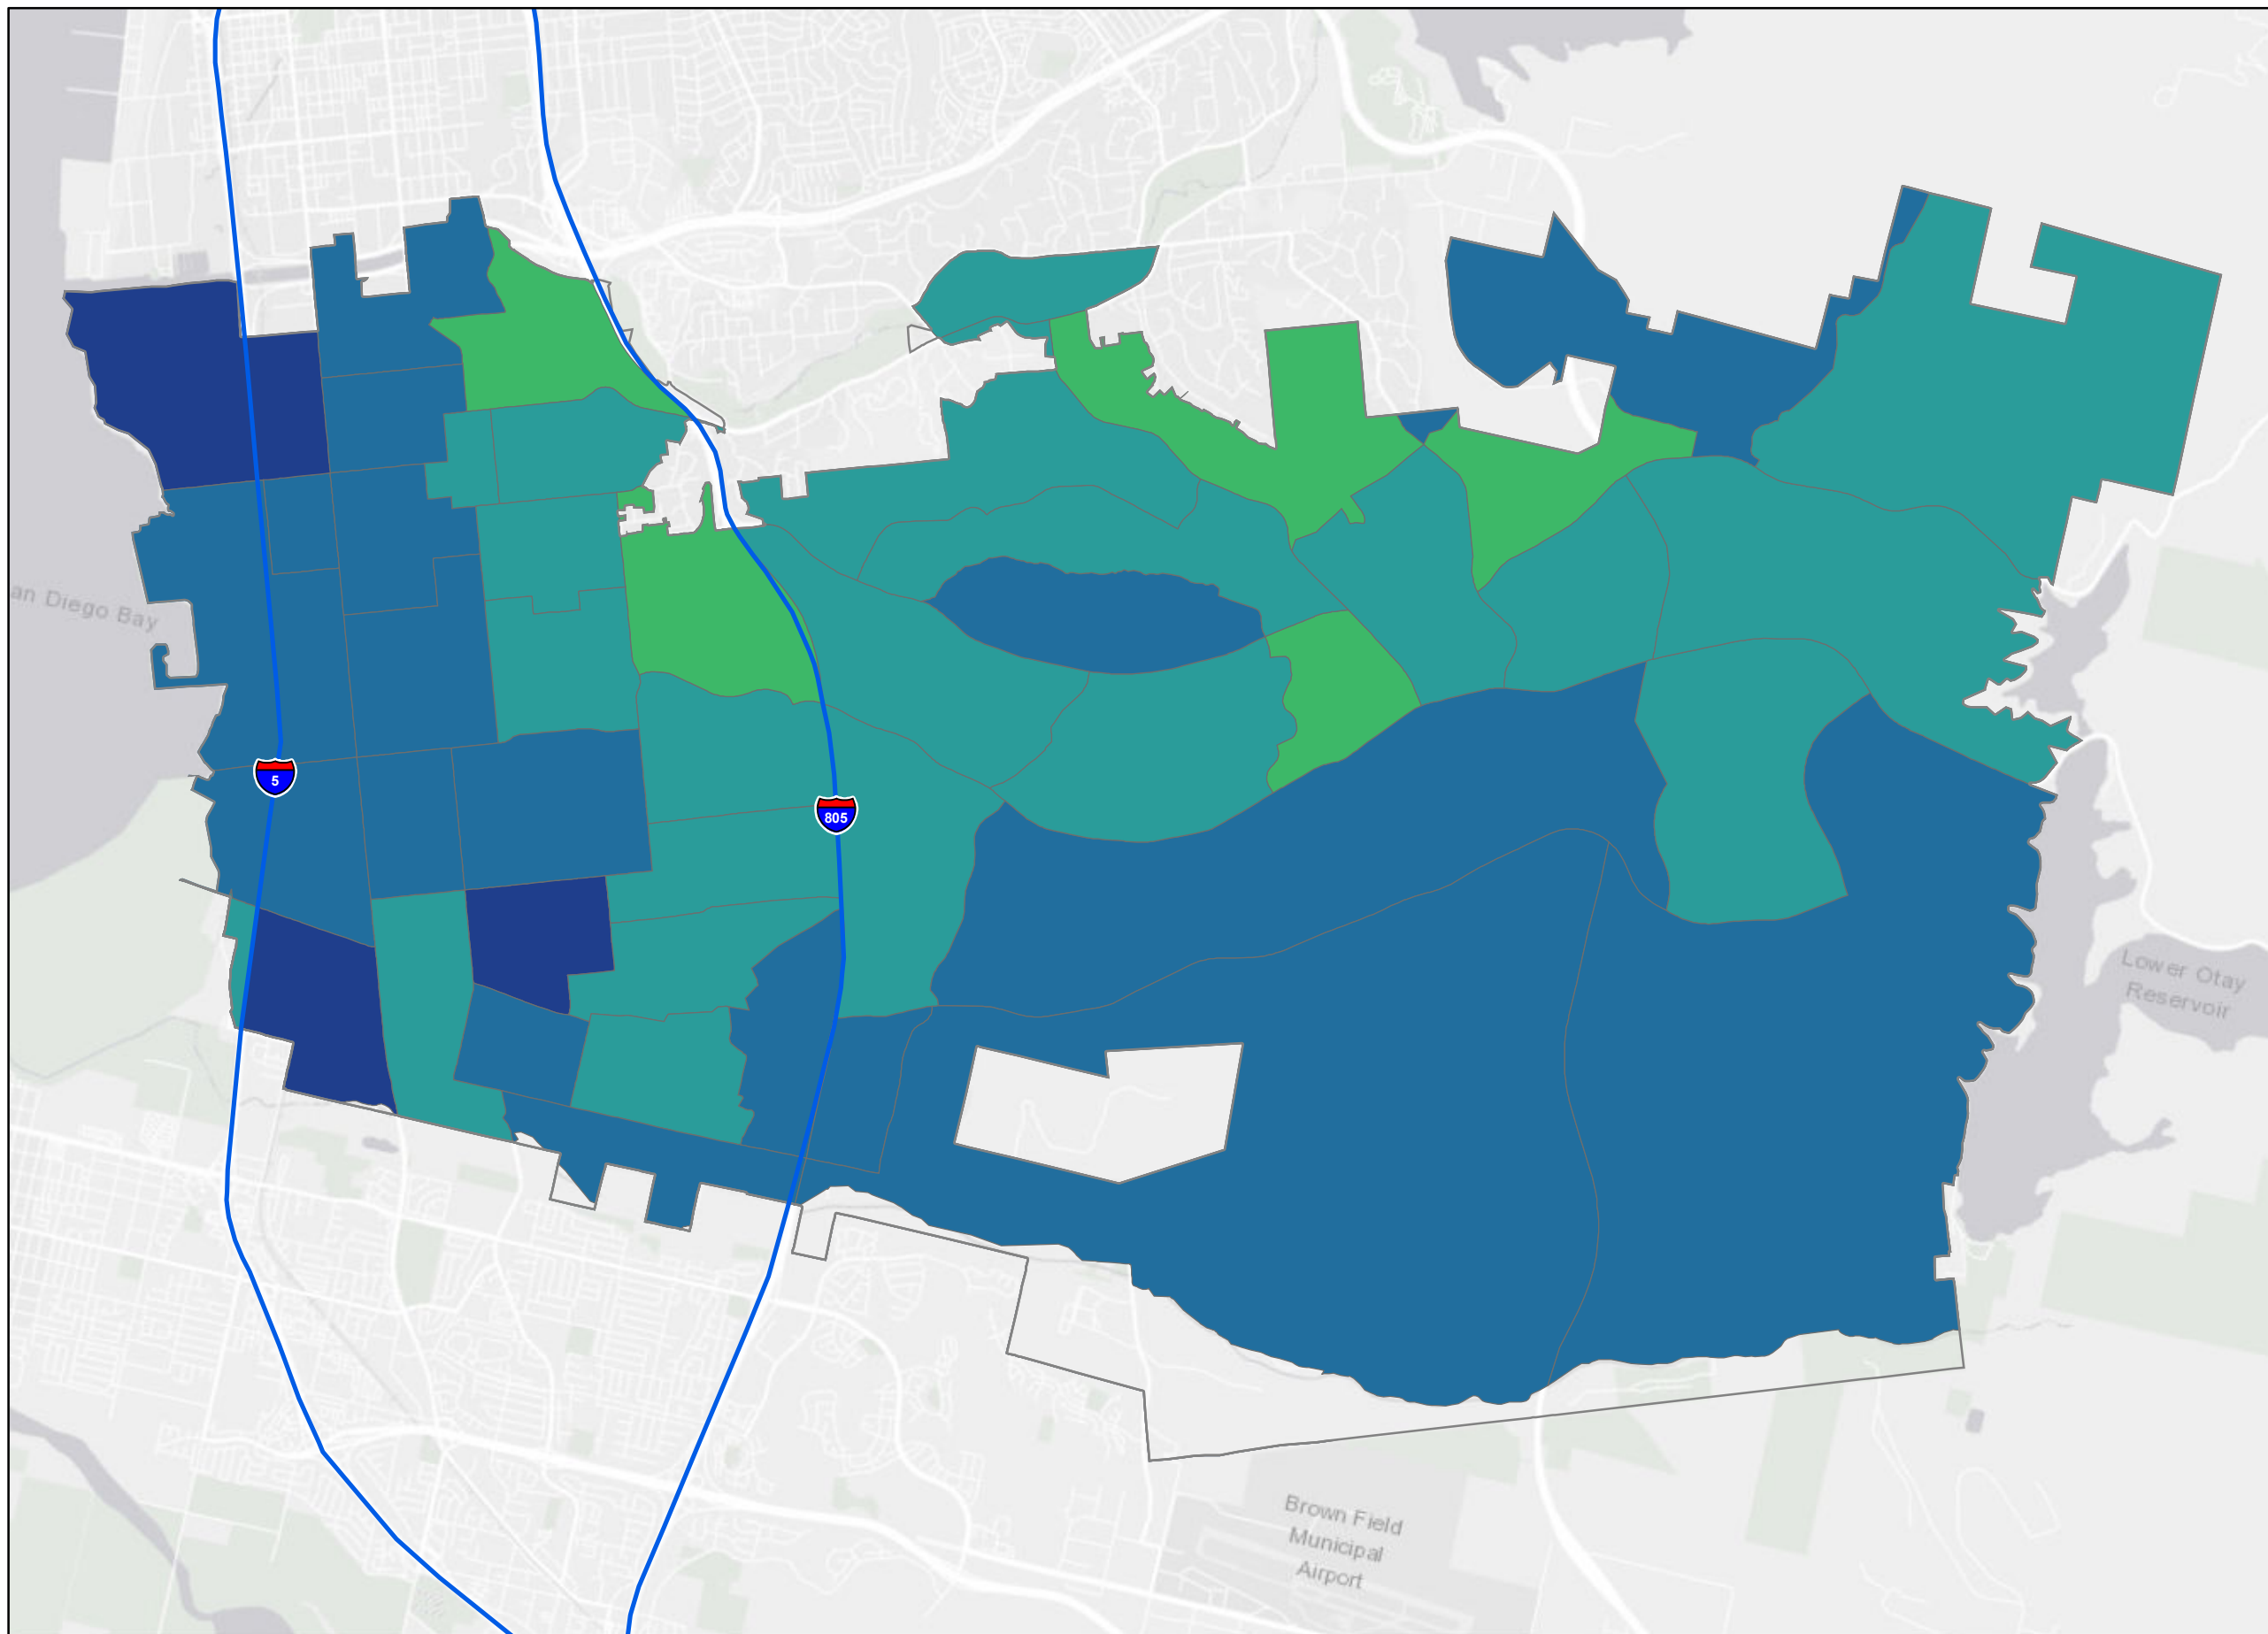 an Diego Bay
5
805
Lower Otay
Reservoir
Brown Field
Municipal
Airport